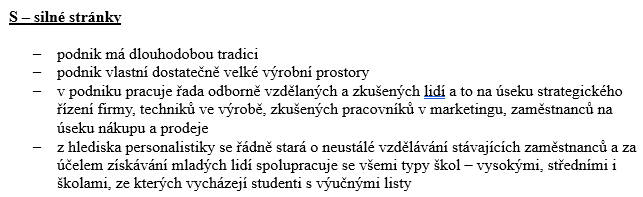 S – silné stránky
– podnik má dlouhodobou tradici
– podnik vlastní dostatečně velké výrobní prostory
– v podniku pracuje řada odborně vzdělaných a zkušených lidí a to na úseku strategického
řízení firmy, techniků ve výrobě, zkušených pracovníků v marketingu, zaměstnanců na
úseku nákupu a prodeje
– z hlediska personalistiky se řádně stará o neustálé vzdělávání stávajících zaměstnanců a za
účelem získávání mladých lidí spolupracuje se všemi typy škol – vysokými, středními i
školami, ze kterých vycházejí studenti s výučnými listy